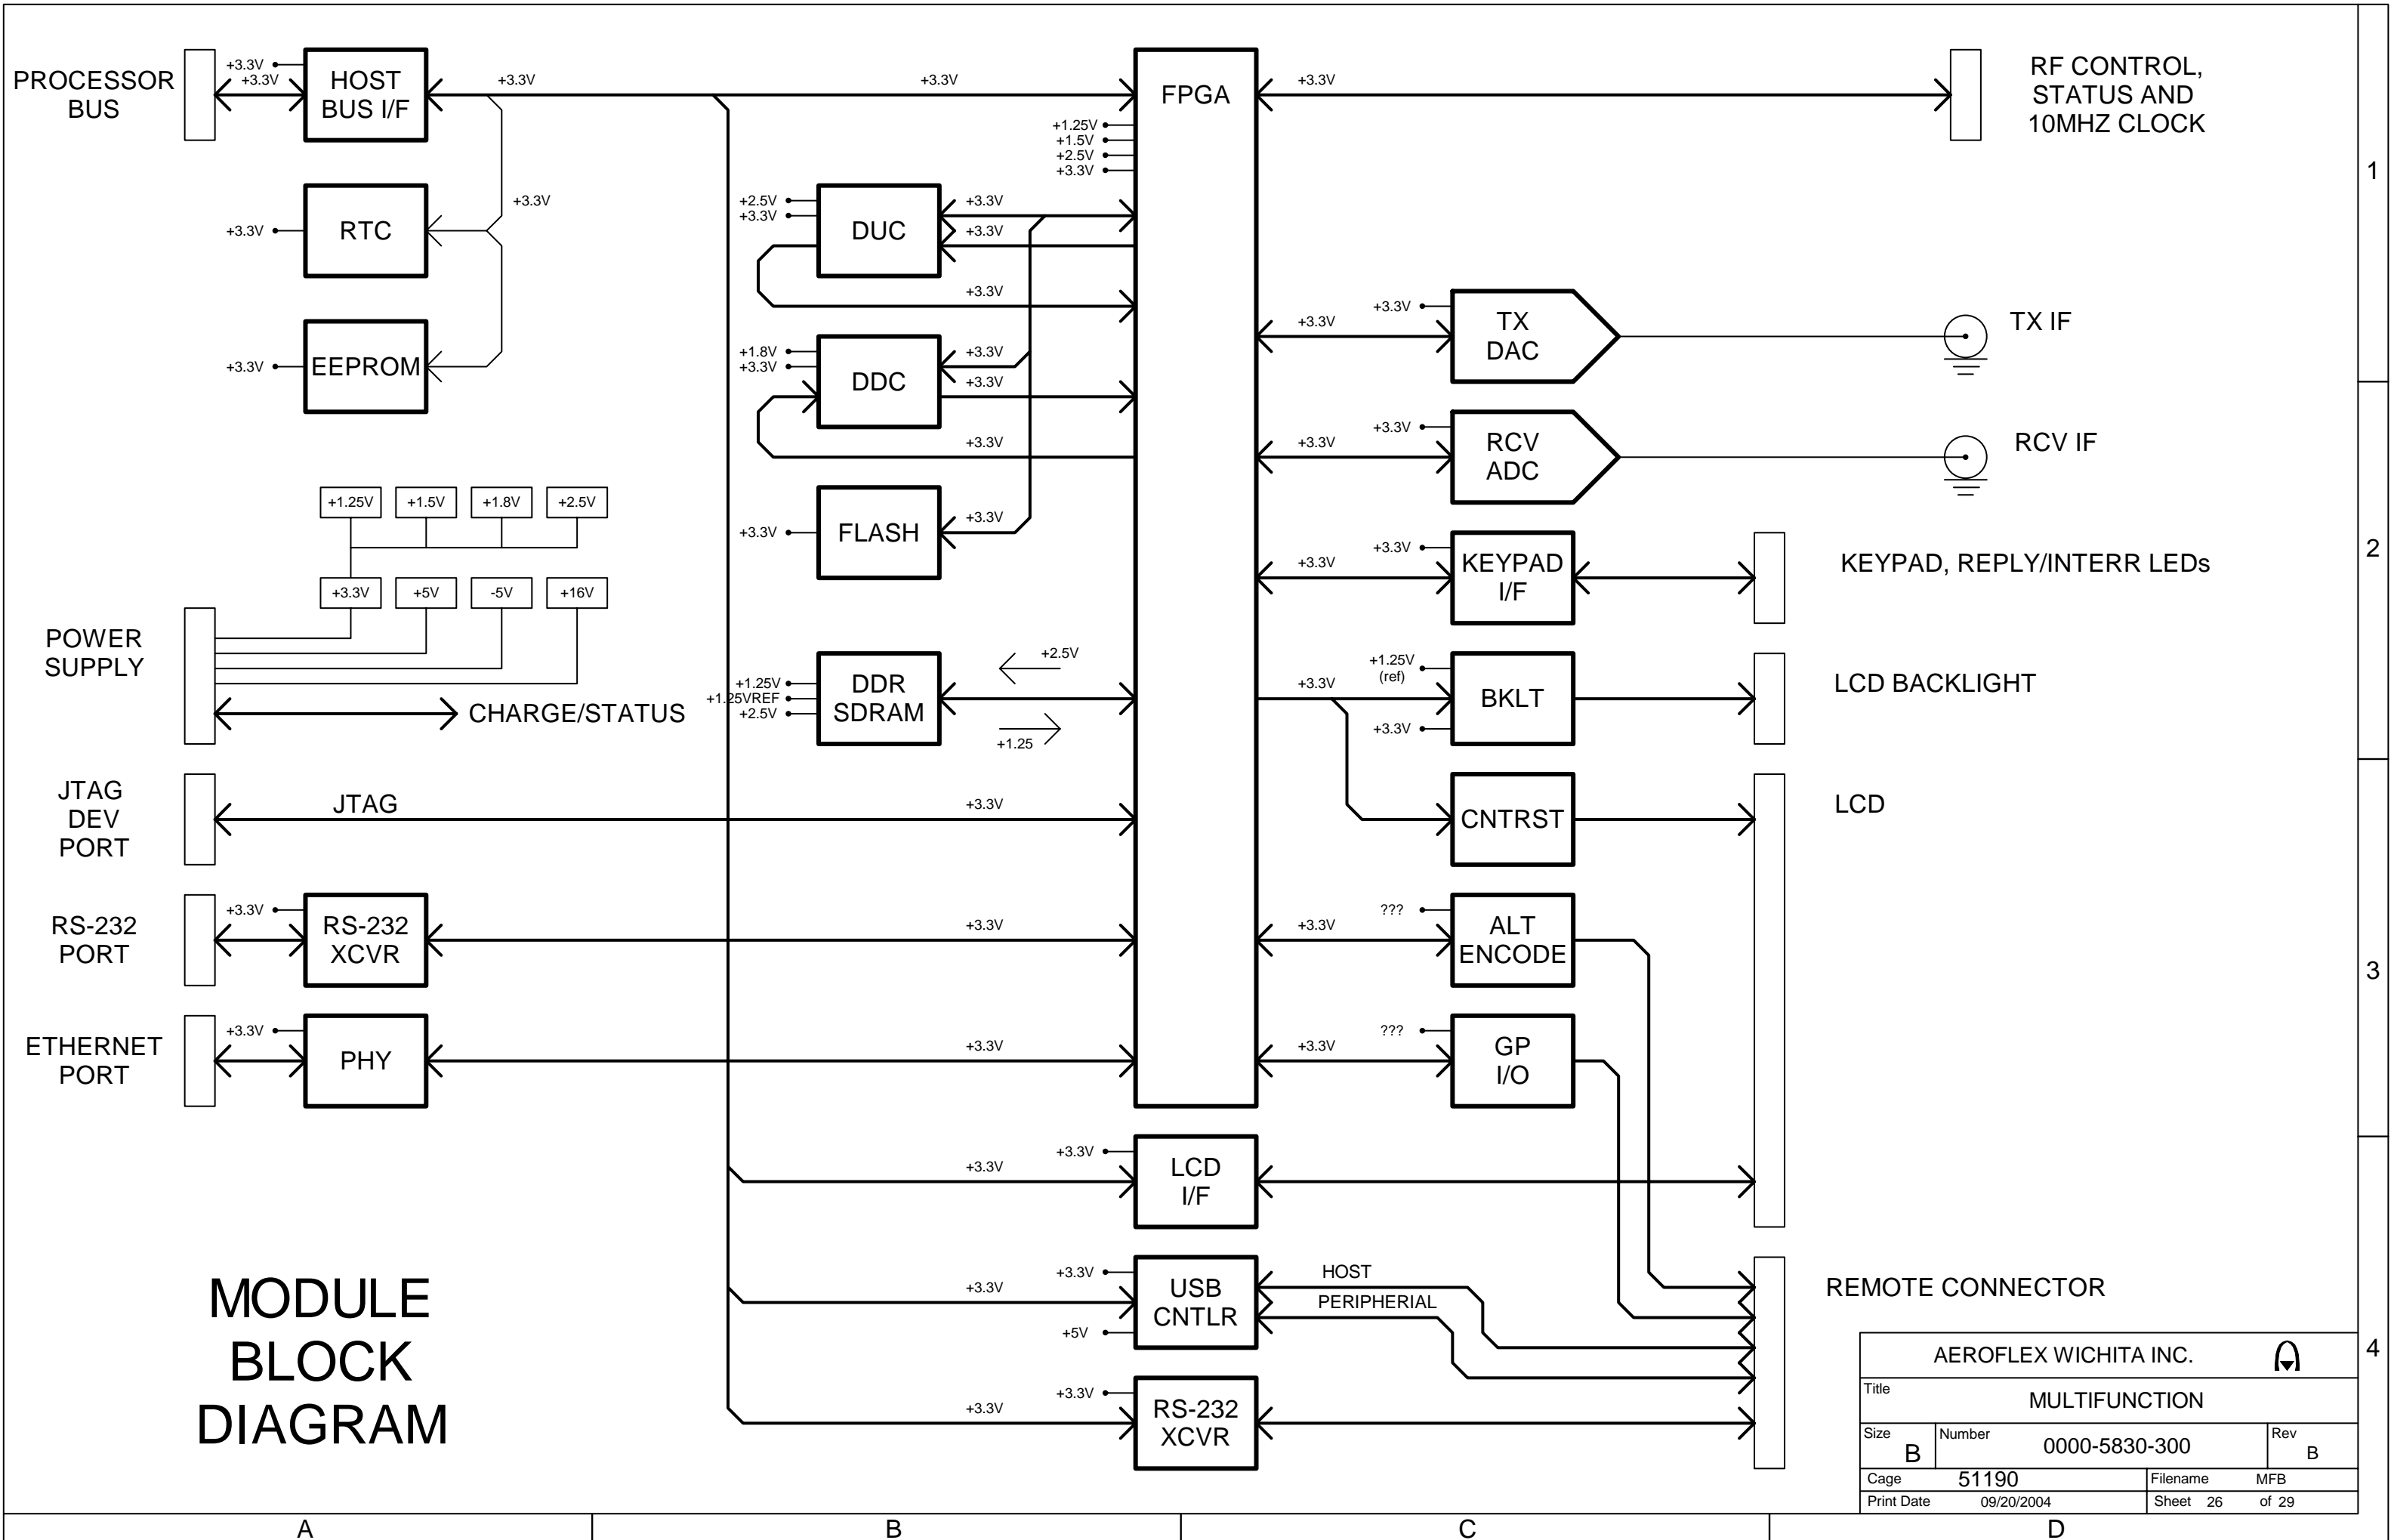 PROCESSOR
BUS
+3.3V
+3.3V
HOST
BUS I/F
+3.3V
+3.3V
FPGA
+3.3V
RF CONTROL,
STATUS AND
10MHZ CLOCK
1
+1.25V
+1.5V
+2.5V
+3.3V
+3.3V
RTC
+3.3V
+2.5V
+3.3V
DUC
+3.3V
+3.3V
+3.3V
+3.3V
EEPROM
+1.8V
+3.3V
DDC
+3.3V
+3.3V
+3.3V
+3.3V
+3.3V
TX
DAC
TX IF
+3.3V
+3.3V
RCV
ADC
RCV IF
+1.25V
+1.5V
+1.8V
+2.5V
+3.3V
+5V
-5V
+16V
+3.3V
FLASH
+3.3V
+3.3V
+3.3V
KEYPAD
I/F
KEYPAD, REPLY/INTERR LEDs
2
POWER
SUPPLY
CHARGE/STATUS
+1.25V
+1.25VREF
+2.5V
DDR
SDRAM
+2.5V
+1.25
+3.3V
+1.25V
(ref)
+3.3V
BKLT
LCD BACKLIGHT
JTAG
DEV
PORT
JTAG
+3.3V
CNTRST
LCD
RS-232
PORT
+3.3V
RS-232
XCVR
+3.3V
+3.3V
???
ALT
ENCODE
3
ETHERNET
PORT
+3.3V
PHY
+3.3V
+3.3V
???
GP
I/O
+3.3V
+3.3V
LCD
I/F
+3.3V
+3.3V
+5V
USB
CNTLR
HOST
PERIPHERIAL
REMOTE CONNECTOR
+3.3V
+3.3V
RS-232
XCVR
MODULE
BLOCK
DIAGRAM
4
AEROFLEX WICHITA INC.
Title
MULTIFUNCTION
Size
B
Number
0000-5830-300
Rev
B
Cage
51190
Filename
MFB
Print Date
09/20/2004
Sheet 26 of 29
A
B
C
D